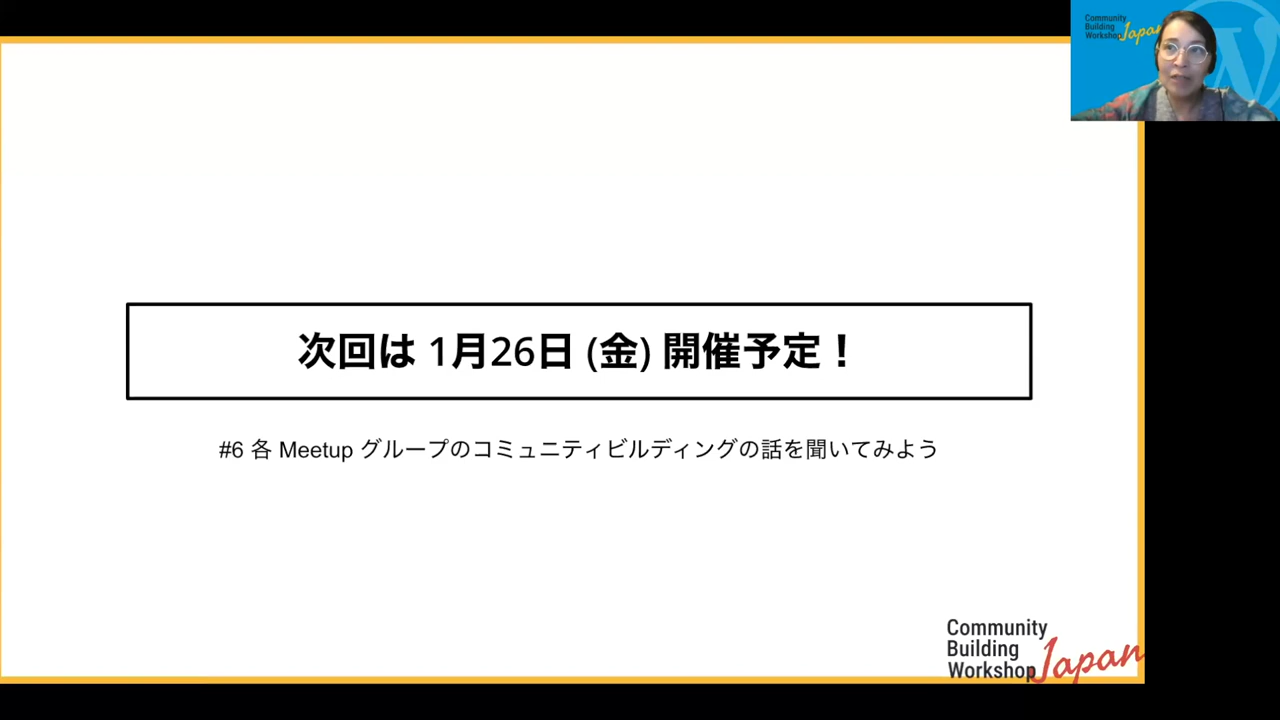 Community
Building
Workshop Japan
次回は 1月26日 (金) 開催予定！
#6 各 Meetup グループのコミュニティビルディングの話を聞いてみよう
Community
Building
Workshop Japan